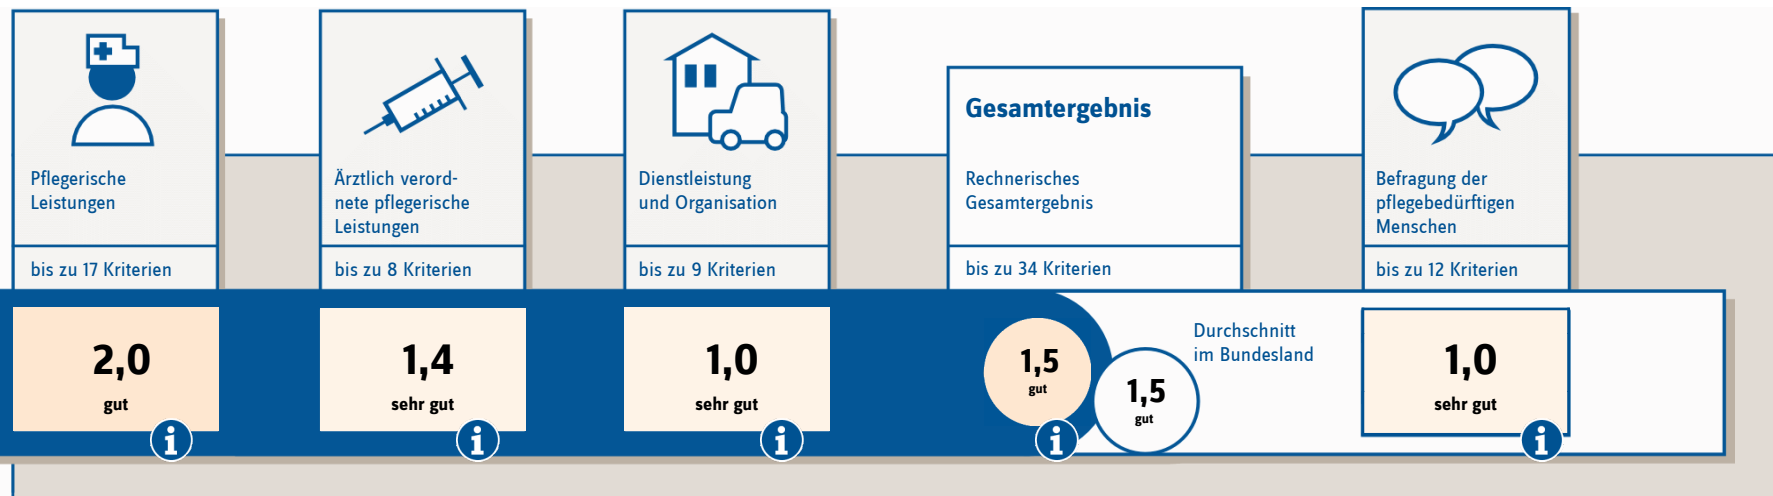 Pflegerische
Leistungen
bis zu 17 Kriterien
2,0
gut
Ärztlich verord-
nete pflegerische
Leistungen
bis zu 8 Kriterien
1,4
sehr gut
Dienstleistung
und Organisation
bis zu 9 Kriterien
1,0
sehr gut
Gesamtergebnis
Rechnerisches
Gesamtergebnis
bis zu 34 Kriterien
1,5
gut
Durchschnitt
im Bundesland
1,5
gut
Befragung der
pflegebedürftigen
Menschen
bis zu 12 Kriterien
1,0
sehr gut